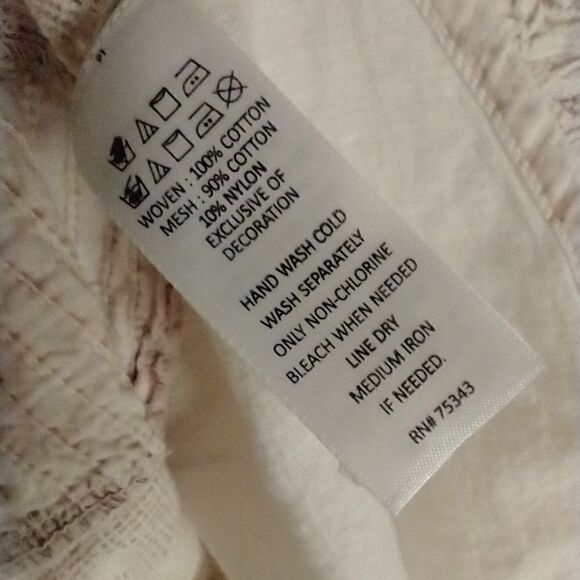 WOVEN : 100% COTTON
MESH : 90% COTTON
10% NYLON
EXCLUSIVE OF
DECORATION
HAND WASH COLD
WASH SEPARATELY
ONLY NON-CHLORINE
BLEACH WHEN NEEDED
LINE DRY
MEDIUM IRON
IF NEEDED.
RN# 75343